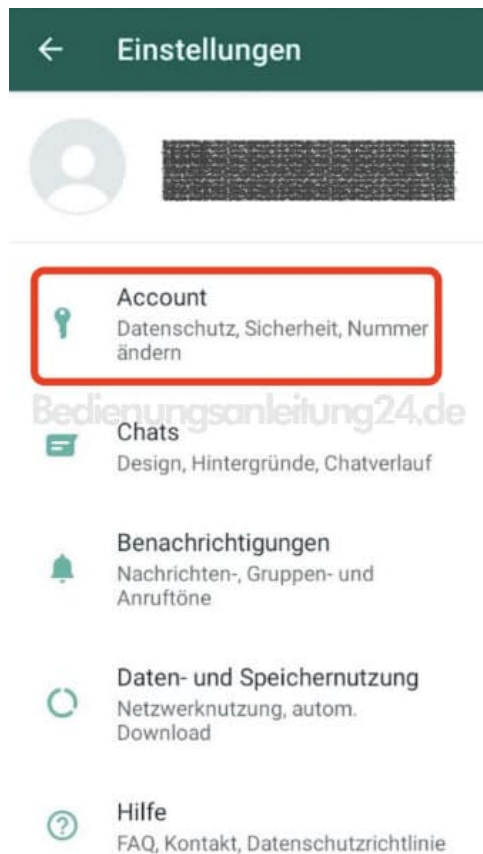 Einstellungen
Account
Datenschutz, Sicherheit, Nummer
ändern
Bedienungsanleitung24.de
Chats
Design, Hintergründe, Chatverlauf
Benachrichtigungen
Nachrichten-, Gruppen- und
Anruftöne
Daten- und Speichernutzung
Netzwerknutzung, autom.
Download
Hilfe
FAQ, Kontakt, Datenschutzrichtlinie